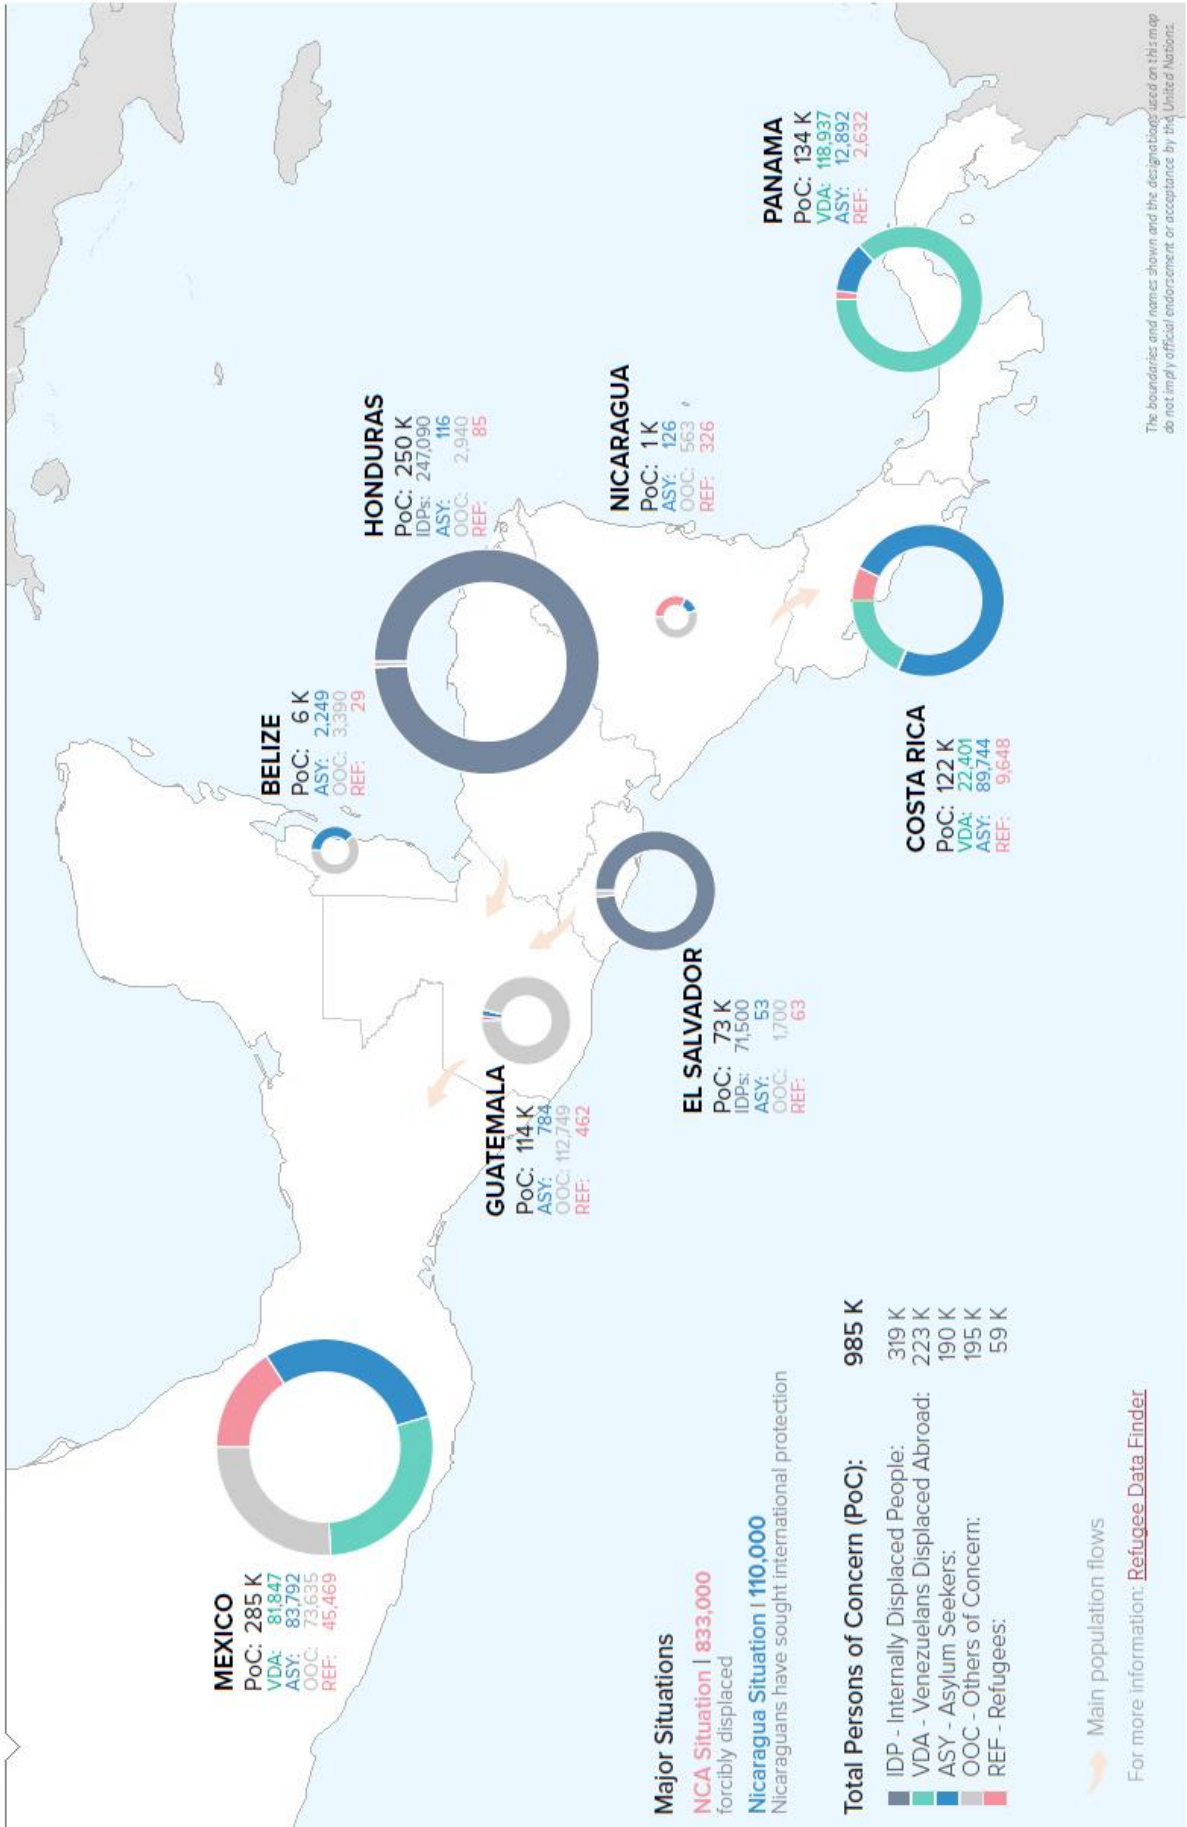 MEXICO
PoC: 285 K
VDA: 81,847
ASY: 83,792
OOC: 73,635
REF: 45,469
BELIZE
PoC: 6 K
ASY: 2,249
OOC: 3,390
REF: 29
HONDURAS
PoC: 250 K
IDPs: 247,090
ASY: 116
OOC: 2,940
REF: 85
GUATEMALA
PoC: 114 K
ASY: 784
OOC: 112,749
REF: 462
NICARAGUA
PoC: 1 K
ASY: 126
OOC: 563
REF: 326
EL SALVADOR
PoC: 73 K
IDPs: 71,500
ASY: 53
OOC: 1,700
REF: 63
PANAMA
PoC: 134 K
VDA: 118,937
ASY: 12,892
REF: 2,632
COSTA RICA
PoC: 122 K
VDA: 22,401
ASY: 89,744
REF: 9,648
Major Situations
NCA Situation | 833,000
forcibly displaced
Nicaragua Situation | 110,000
Nicaraguans have sought international protection
Total Persons of Concern (PoC): 985 K
IDP - Internally Displaced People: 319 K
VDA - Venezuelans Displaced Abroad: 223 K
ASY - Asylum Seekers: 190 K
OOC - Others of Concern: 195 K
REF - Refugees: 59 K
Main population flows
For more information: Refugee Data Finder
The boundaries and names shown and the designations used on this map
do not imply official endorsement or acceptance by the United Nations.